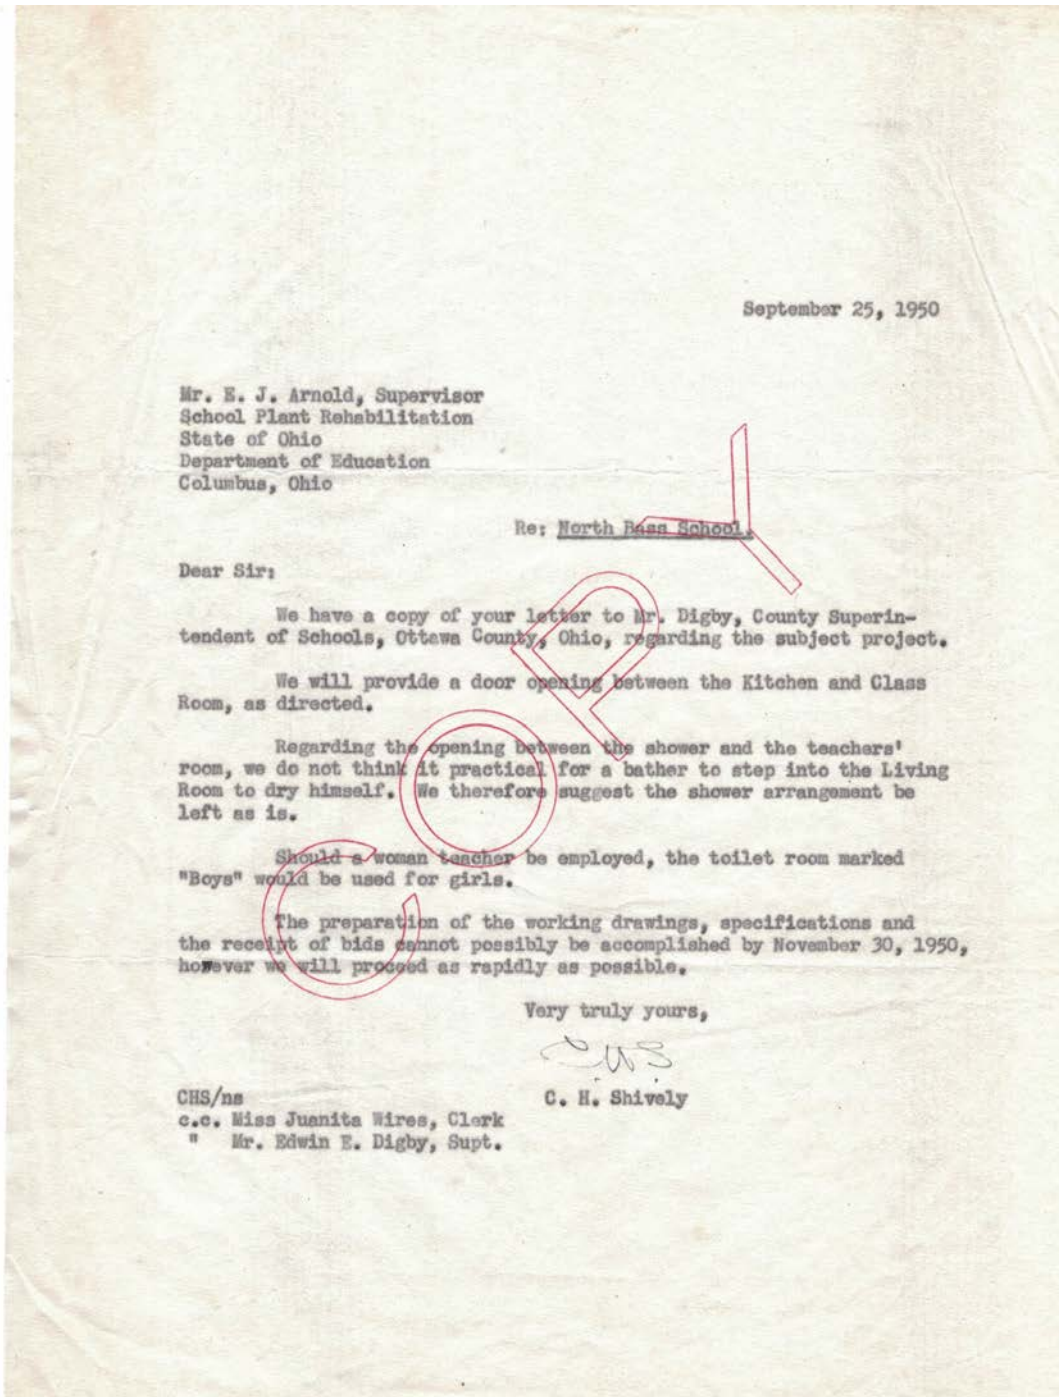 September 25, 1950
Mr. E. J. Arnold, Supervisor
School Plant Rehabilitation
State of Ohio
Department of Education
Columbus, Ohio
Re: North Bass School.
Dear Sir:
We have a copy of your letter to Mr. Digby, County Superin-
tendent of Schools, Ottawa County, Ohio, regarding the subject project.
We will provide a door opening between the Kitchen and Class
Room, as directed.
Regarding the opening between the shower and the teachers'
room, we do not think it practical for a bather to step into the Living
Room to dry himself. We therefore suggest the shower arrangement be
left as is.
Should a woman teacher be employed, the toilet room marked
"Boys" would be used for girls.
The preparation of the working drawings, specifications and
the receipt of bids cannot possibly be accomplished by November 30, 1950,
however we will proceed as rapidly as possible.
Very truly yours,
CHS
C. H. Shively
CHS/ns
c.c. Miss Juanita Wires, Clerk
" Mr. Edwin E. Digby, Supt.
COPY